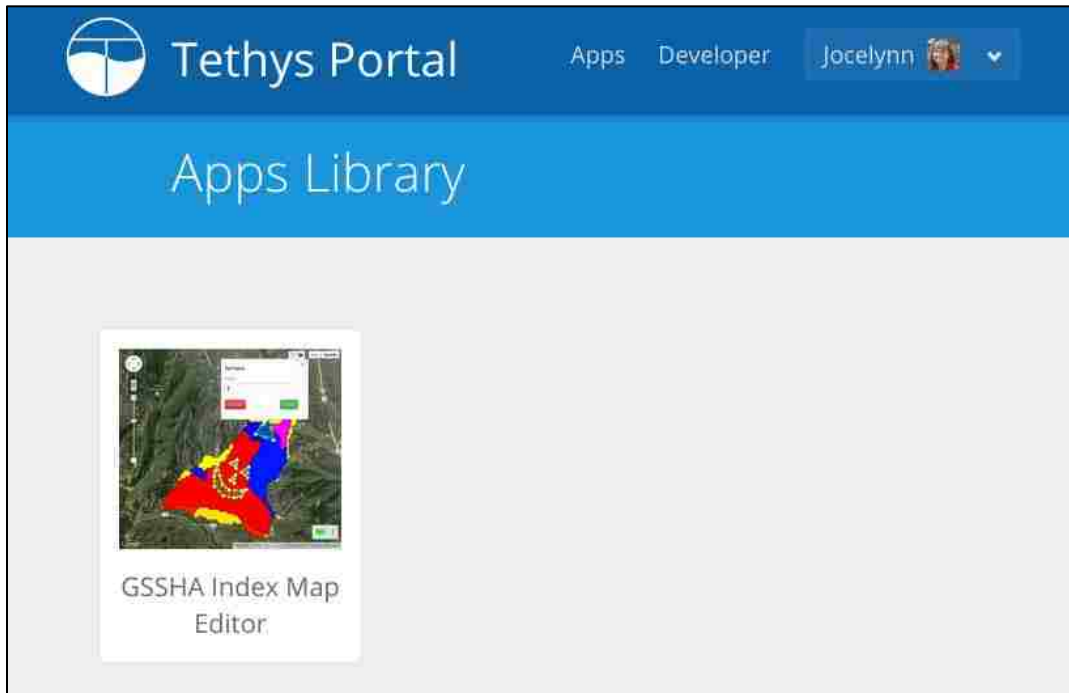 Tethys Portal
Apps
Developer
Jocelynn
Apps Library
GSSHA Index Map
Editor